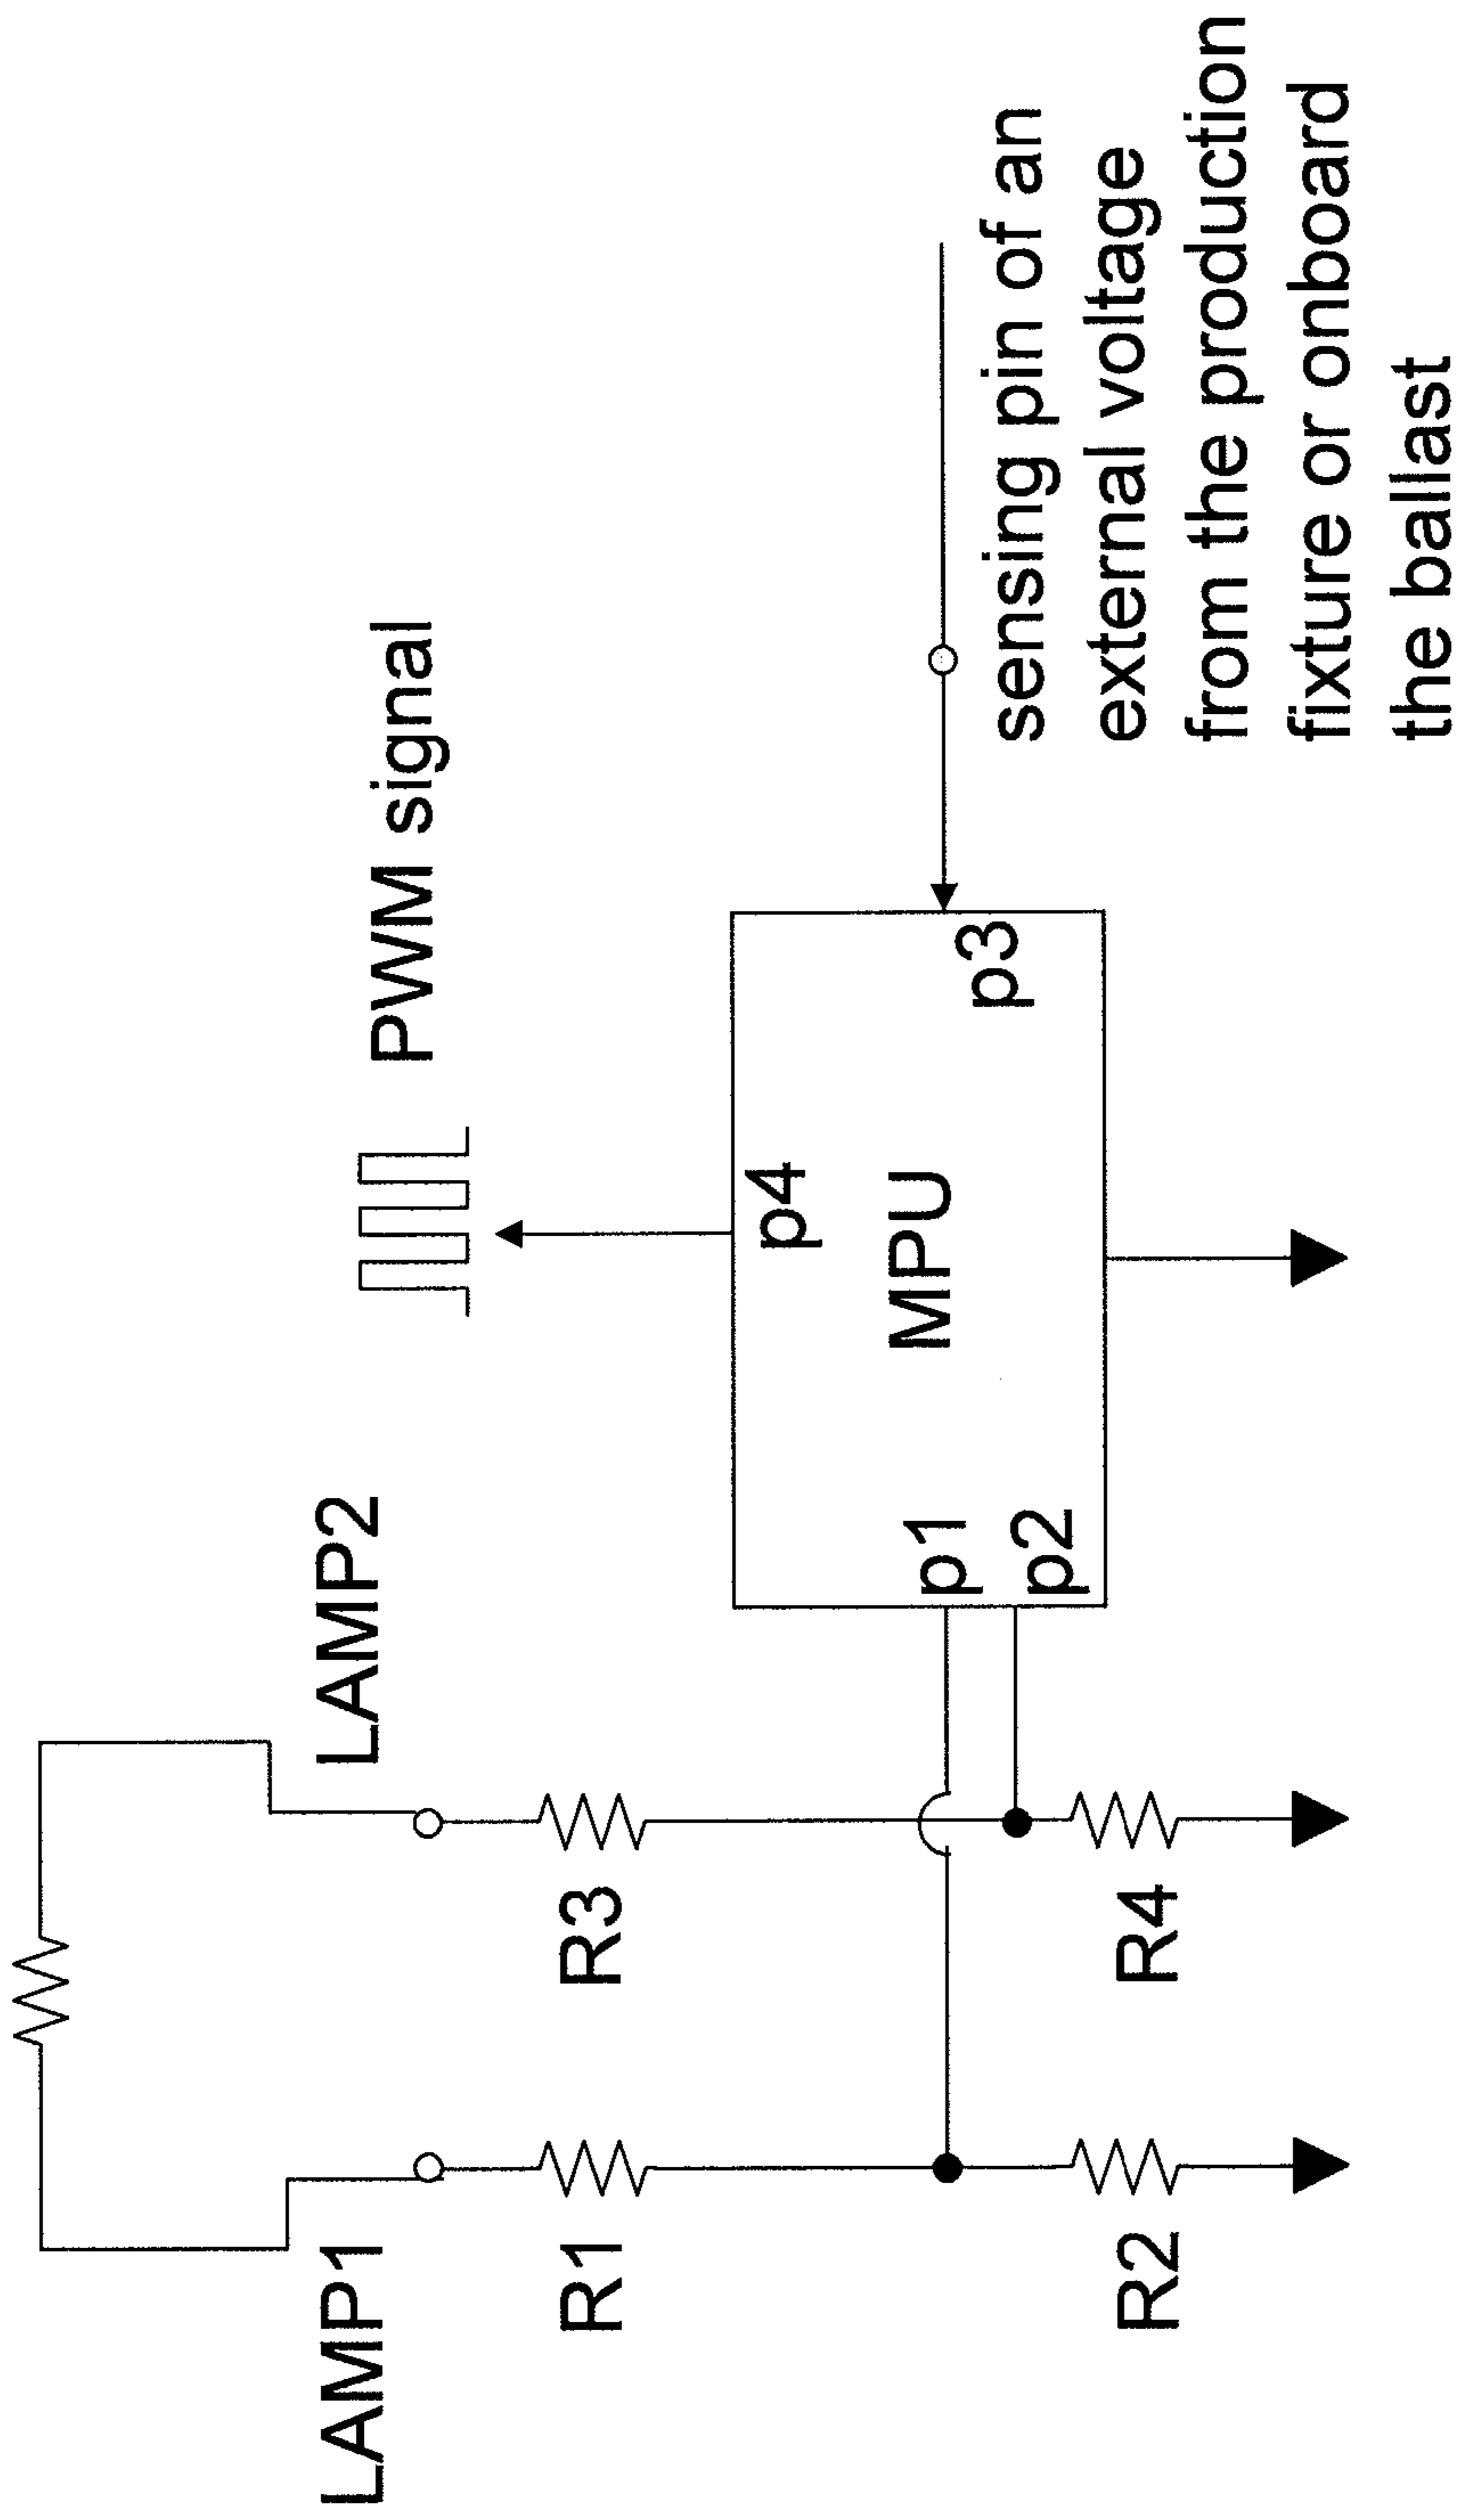 LAMP1
LAMP2
PWM signal
R1
R3
p4
MPU
p1
p2
p3
R2
R4
sensing pin of an
external voltage
from the production
fixture or onboard
the ballast